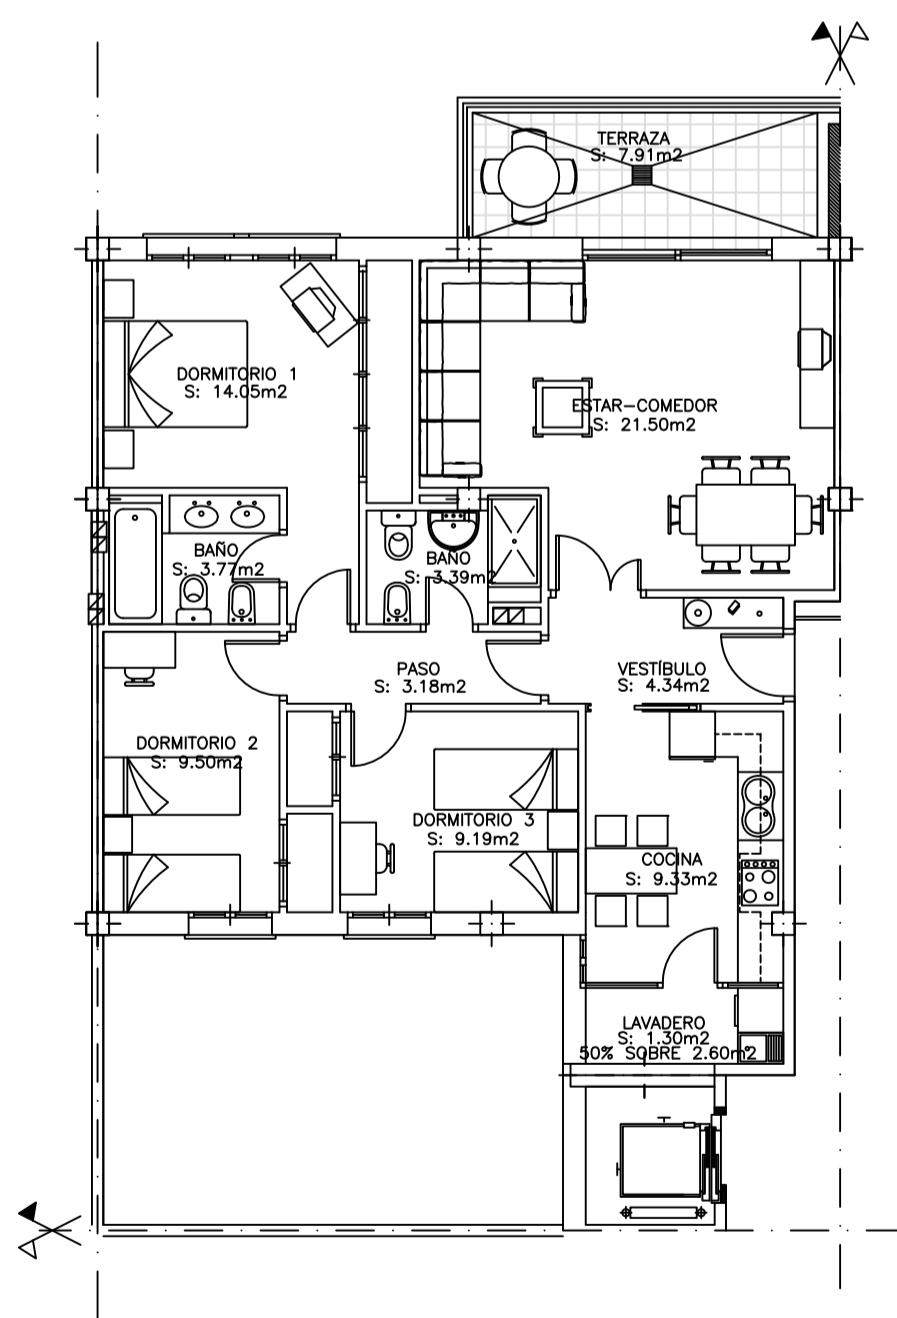 TERRAZA
S: 7.91m2
DORMITORIO 1
S: 14.05m2
ESTAR-COMEDOR
S: 21.50m2
BAÑO
S: 3.77m2
BAÑO
S: 3.39m2
PASO
S: 3.18m2
VESTÍBULO
S: 4.34m2
DORMITORIO 2
S: 9.50m2
DORMITORIO 3
S: 9.19m2
COCINA
S: 9.33m2
LAVADERO
S: 1.30m2
50% SOBRE 2.60m2